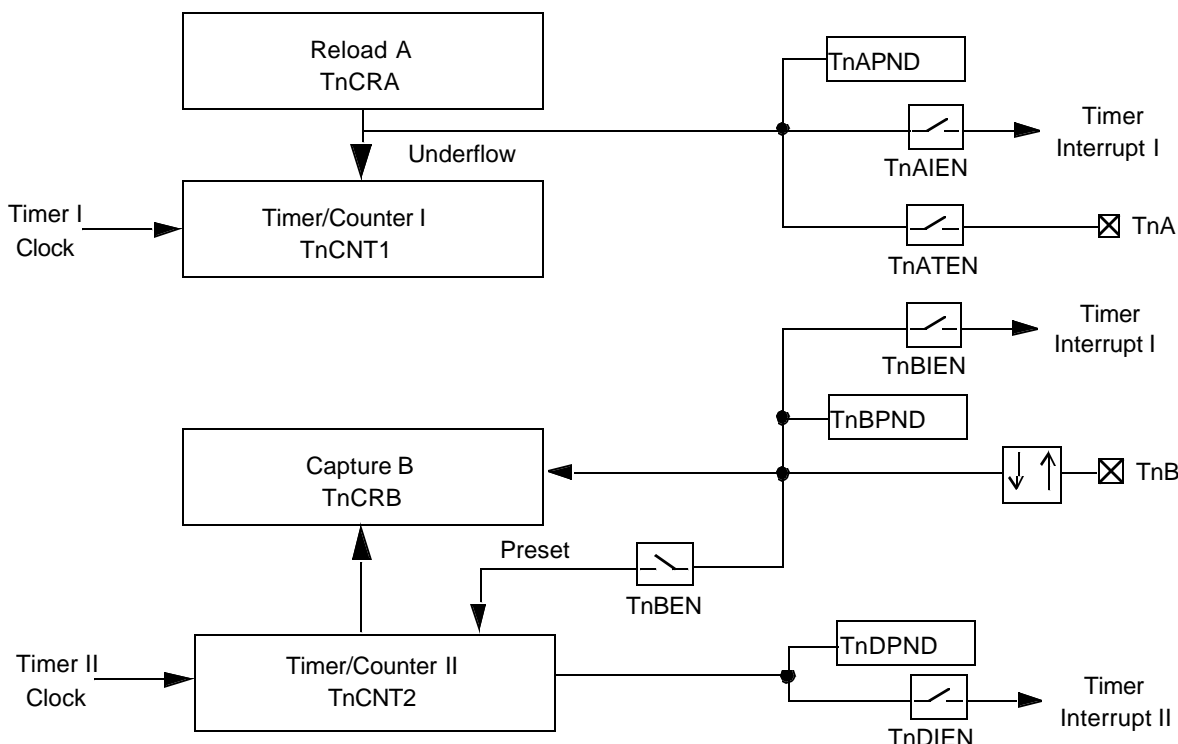 Reload A
TnCRA
TnAPND
Timer
Interrupt I
Underflow
TnAIEN
Timer I
Clock
Timer/Counter I
TnCNT1
TnA
TnATEN
Timer
Interrupt I
TnBIEN
TnBPND
Capture B
TnCRB
TnB
Preset
TnBEN
TnDPND
Timer II
Clock
Timer/Counter II
TnCNT2
Timer
Interrupt II
TnDIEN